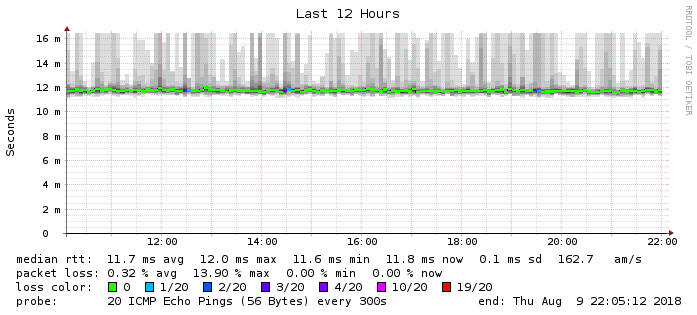 Last 12 Hours
RRDTOOL / TOBI OETIKER
Seconds
16 m
14 m
12 m
10 m
8 m
6 m
4 m
2 m
0
12:00 14:00 16:00 18:00 20:00 22:00
median rtt: 11.7 ms avg 12.0 ms max 11.6 ms min 11.8 ms now 0.1 ms sd 162.7 am/s
packet loss: 0.32 % avg 13.90 % max 0.00 % min 0.00 % now
loss color: 0 1/20 2/20 3/20 4/20 10/20 19/20
probe: 20 ICMP Echo Pings (56 Bytes) every 300s end: Thu Aug 9 22:05:12 2018